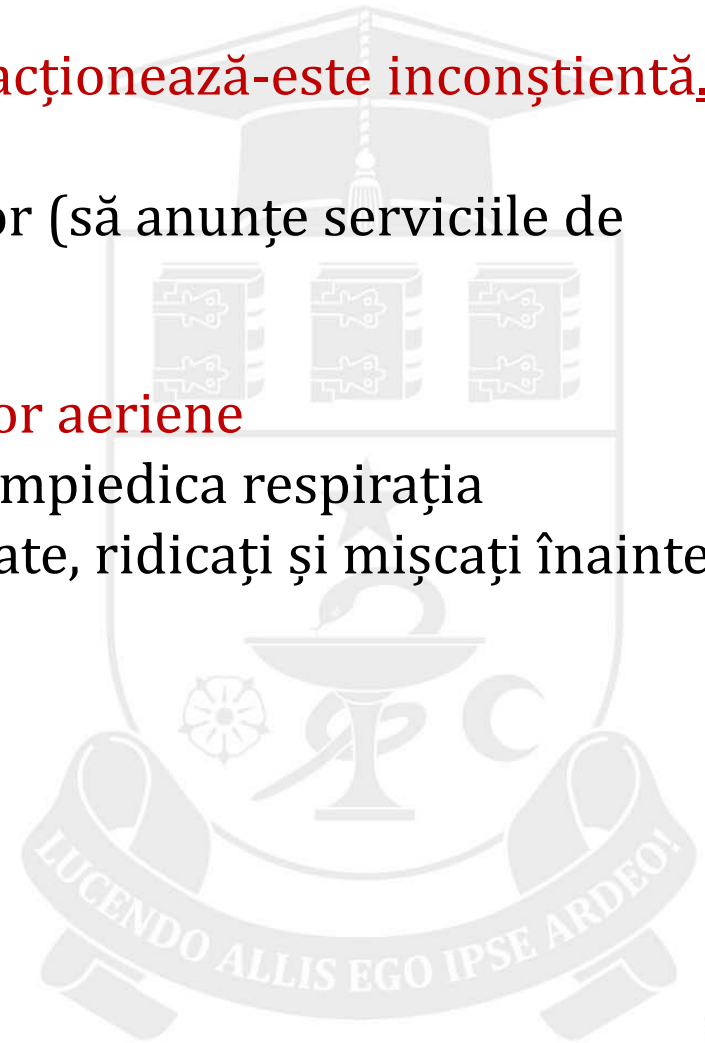 acționează-este inconștientă.
or (să anunțe serviciile de
or aeriene
mpiedica respirația
ate, ridicați și mișcați înainte
LUCENDO ALLIS EGO IPSE ARDEO!